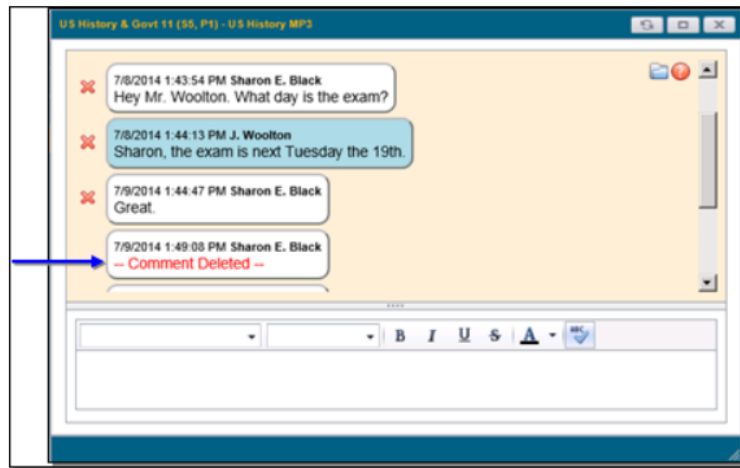 US History & Govt 11 (S5, P1) - US History MP3
7/8/2014 1:43:54 PM Sharon E. Black
Hey Mr. Woolton. What day is the exam?
7/8/2014 1:44:13 PM J. Woolton
Sharon, the exam is next Tuesday the 19th.
7/9/2014 1:44:47 PM Sharon E. Black
Great.
7/9/2014 1:49:08 PM Sharon E. Black
-- Comment Deleted --
B I U S A ABC